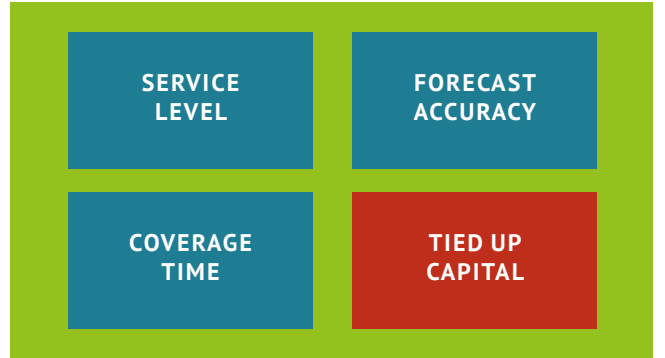 SERVICE
LEVEL
FORECAST
ACCURACY
COVERAGE
TIME
TIED UP
CAPITAL